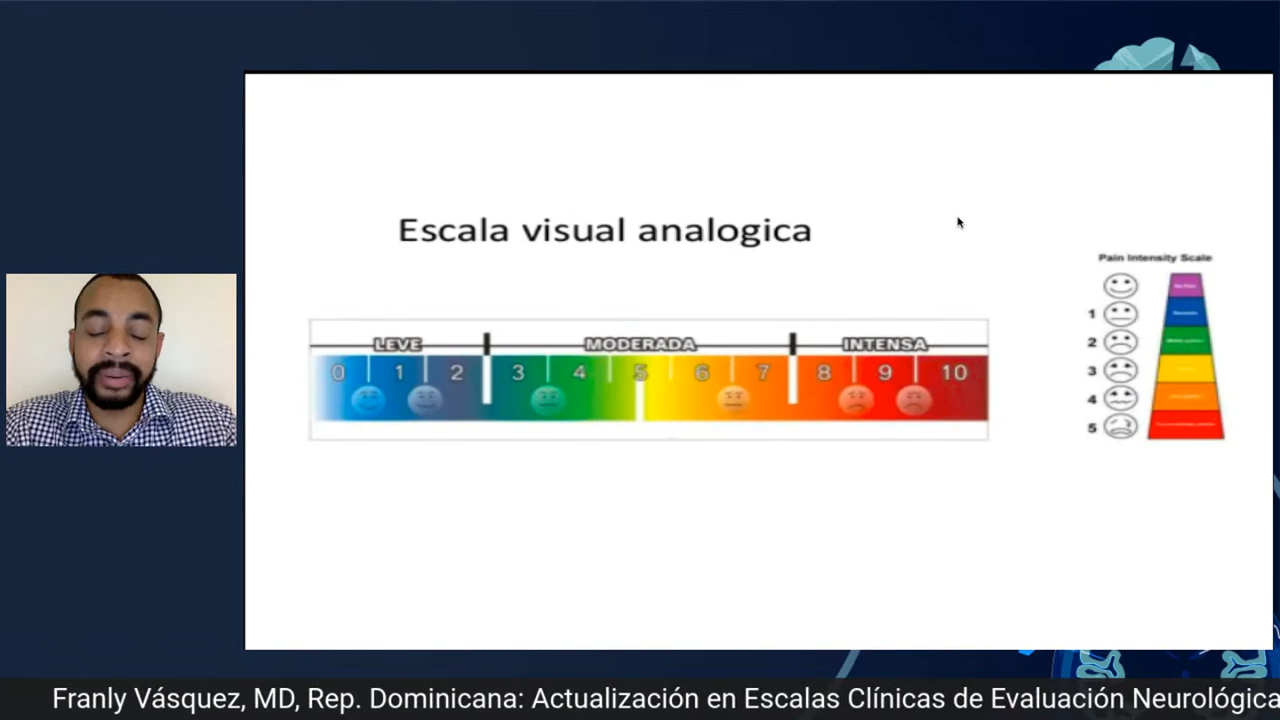 Escala visual analogica
Pain Intensity Scale
LEVE MODERADA INTENSA
0 1 2 3 4 5 6 7 8 9 10
1
2
3
4
5
Franly Vásquez, MD, Rep. Dominicana: Actualización en Escalas Clínicas de Evaluación Neurológica